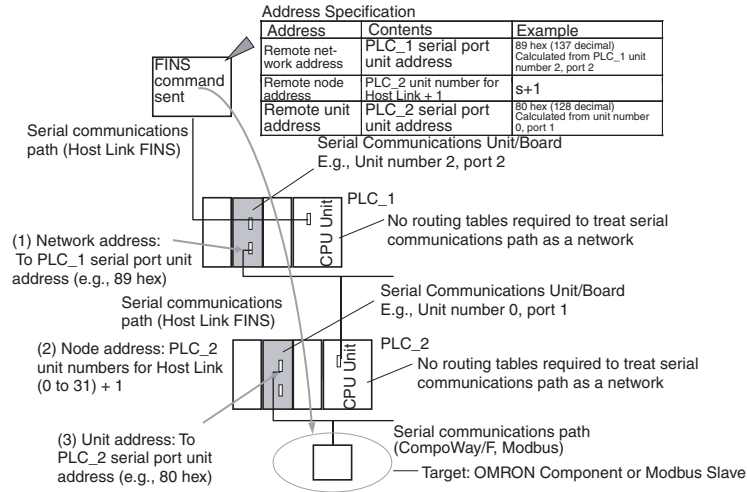 Address Specification
Address Contents Example
Remote net-
work address
PLC_1 serial port
unit address
89 hex (137 decimal)
Calculated from PLC_1 unit
number 2, port 2
Remote node
address
PLC_2 unit number for
Host Link + 1
s+1
Remote unit
address
PLC_2 serial port
unit address
80 hex (128 decimal)
Calculated from unit number
0, port 1
FINS
command
sent
Serial communications
path (Host Link FINS)
Serial Communications Unit/Board
E.g., Unit number 2, port 2
PLC_1
CPU Unit
No routing tables required to treat serial
communications path as a network
(1) Network address:
To PLC_1 serial port unit
address (e.g., 89 hex)
Serial communications
path (Host Link FINS)
Serial Communications Unit/Board
E.g., Unit number 0, port 1
(2) Node address: PLC_2
unit numbers for Host Link
(0 to 31) + 1
PLC_2
CPU Unit
No routing tables required to treat serial
communications path as a network
(3) Unit address: To
PLC_2 serial port unit
address (e.g., 80 hex)
Serial communications path
(CompoWay/F, Modbus)
Target: OMRON Component or Modbus Slave